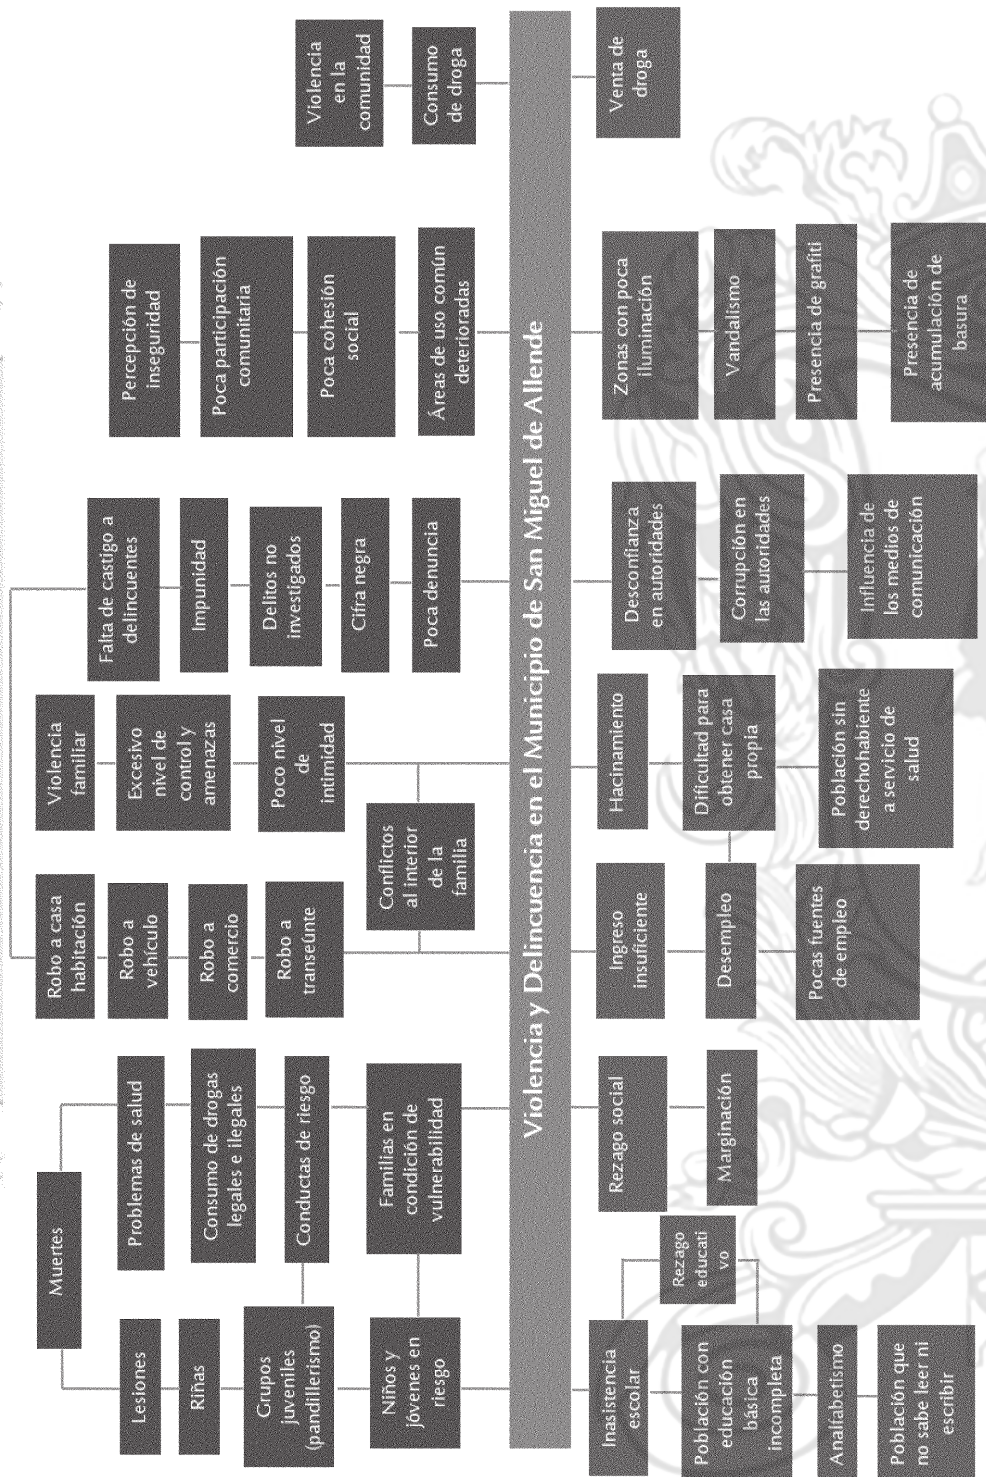 Muertes
Lesiones
Riñas
Grupos
juveniles
(pandillerismo)
Niños y
jóvenes en
riesgo
Problemas de salud
Consumo de drogas
legales e ilegales
Conductas de riesgo
Familias en
condición de
vulnerabilidad
Robo a casa
habitación
Robo a
vehículo
Robo a
comercio
Robo a
transeúnte
Conflictos
al interior
de la
familia
Violencia
familiar
Excesivo
nivel de
control y
amenazas
Poco nivel
de
intimidad
Falta de castigo a
delincuentes
Impunidad
Delitos no
investigados
Cifra negra
Poca denuncia
Percepción de
inseguridad
Poca participación
comunitaria
Poca cohesión
social
Áreas de uso común
deterioradas
Violencia
en la
comunidad
Consumo
de droga
Violencia y Delincuencia en el Municipio de San Miguel de Allende
Inasistencia
escolar
Población con
educación
básica
incompleta
Analfabetismo
Población que
no sabe leer ni
escribir
Rezago
educati
vo
Rezago social
Marginación
Ingreso
insuficiente
Desempleo
Pocas fuentes
de empleo
Hacinamiento
Dificultad para
obtener casa
propia
Población sin
derechohabiente
a servicio de
salud
Desconfianza
en autoridades
Corrupción en
las autoridades
Influencia de
los medios de
comunicación
Zonas con poca
iluminación
Vandalismo
Presencia de grafiti
Presencia de
acumulación de
basura
Venta de
droga